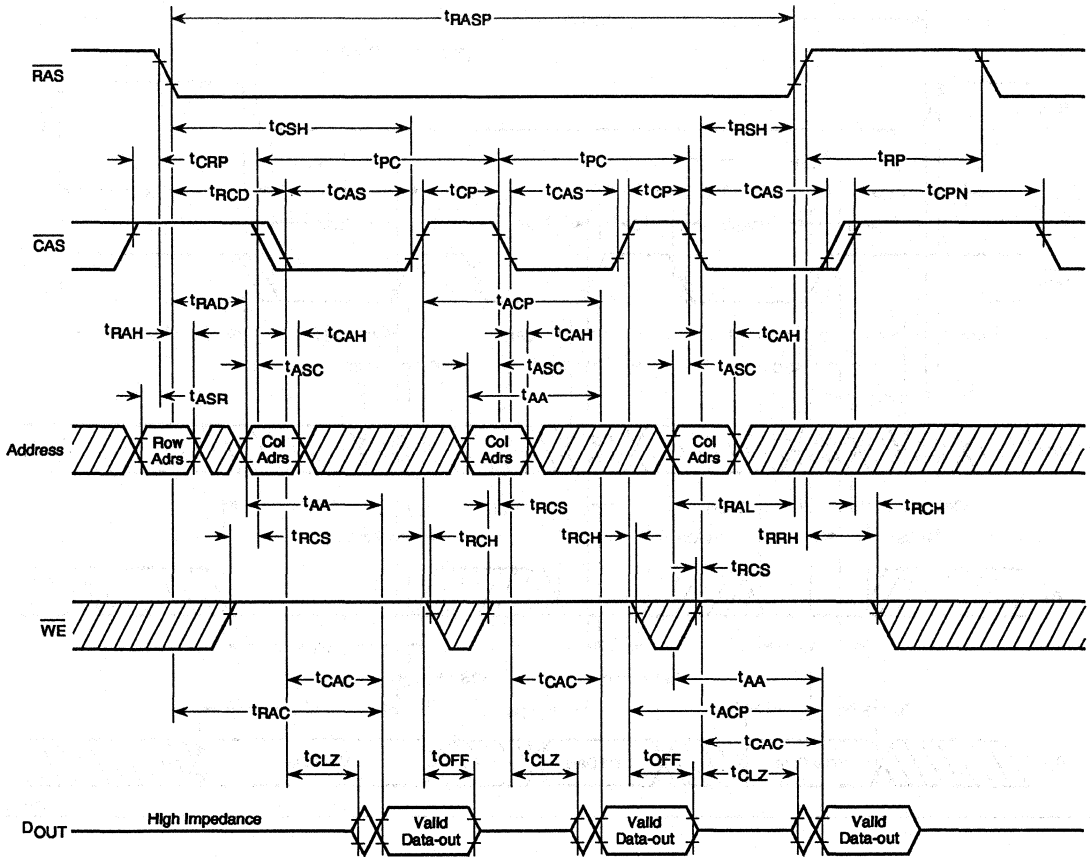 tRASP
RAS
tCSH
tRSH
tCRP
tPC
tPC
tRP
tRCD
tCAS
tCP
tCAS
tCP
tCAS
tCPN
CAS
tRAD
tACP
tRAH
tCAH
tCAH
tCAH
tASC
tASC
tASC
tASR
tAA
Address
Row
Adrs
Col
Adrs
Col
Adrs
Col
Adrs
tAA
tRCS
tRAL
tRCH
tRCS
tRCH
tRCH
tRRH
tRCS
WE
tCAC
tCAC
tAA
tRAC
tACP
tCAC
tCLZ
tOFF
tCLZ
tOFF
tCLZ
DOUT
High Impedance
Valid
Data-out
Valid
Data-out
Valid
Data-out